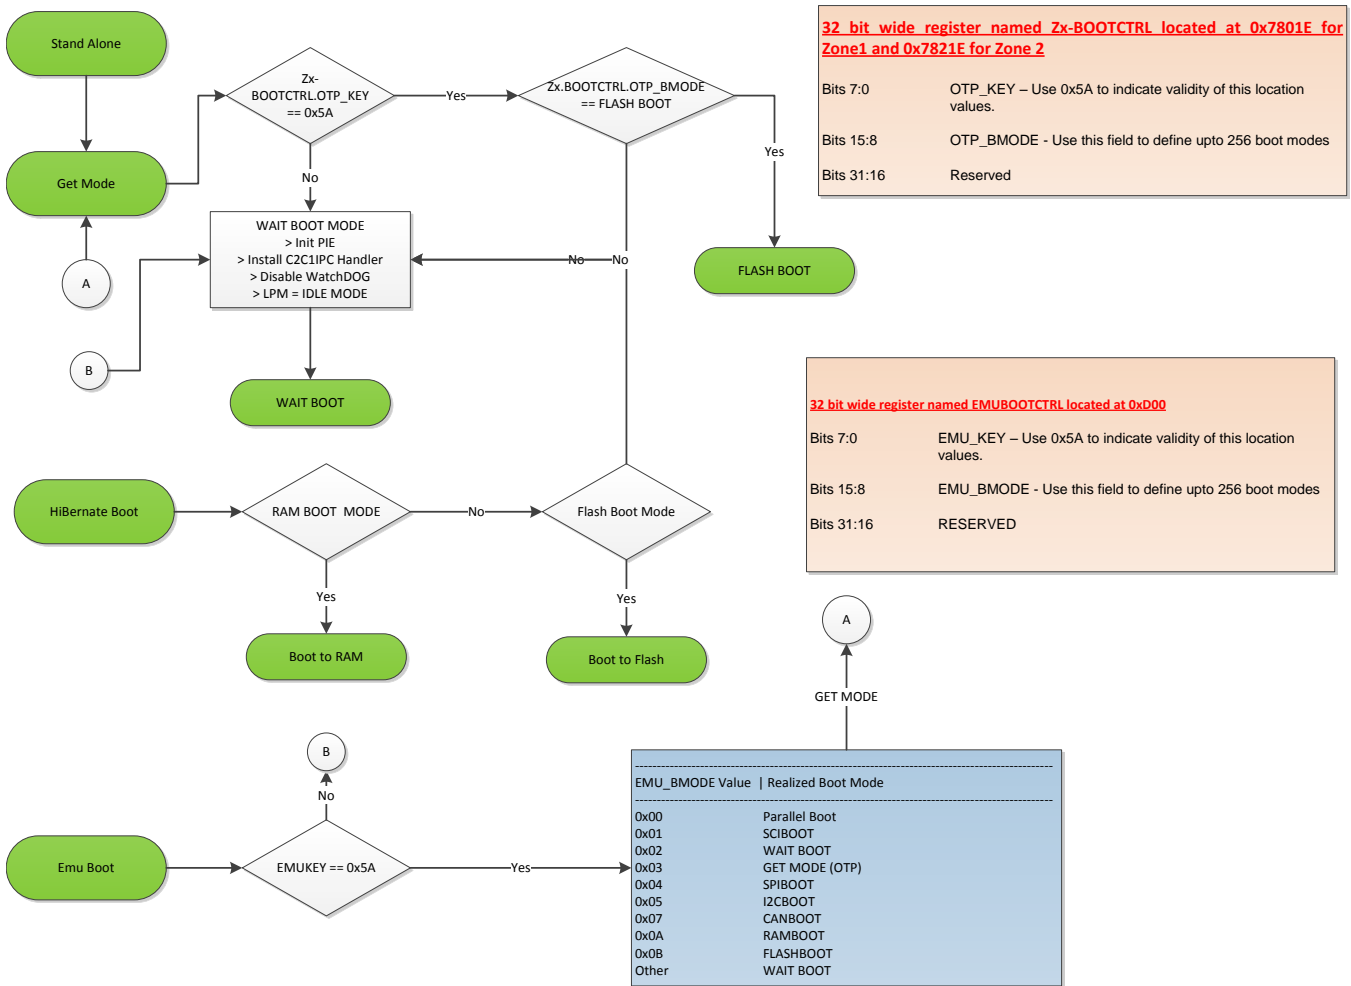 Stand Alone
Get Mode
A
B
Zx-
BOOTCTRL.OTP_KEY
== 0x5A
Yes
No
Zx.BOOTCTRL.OTP_BMODE
== FLASH BOOT
Yes
No
No
FLASH BOOT
WAIT BOOT MODE
> Init PIE
> Install C2C1IPC Handler
> Disable WatchDOG
> LPM = IDLE MODE
WAIT BOOT
32 bit wide register named Zx-BOOTCTRL located at 0x7801E for
Zone1 and 0x7821E for Zone 2
Bits 7:0 OTP_KEY – Use 0x5A to indicate validity of this location
values.
Bits 15:8 OTP_BMODE - Use this field to define upto 256 boot modes
Bits 31:16 Reserved
32 bit wide register named EMUBOOTCTRL located at 0xD00
Bits 7:0 EMU_KEY – Use 0x5A to indicate validity of this location
values.
Bits 15:8 EMU_BMODE - Use this field to define upto 256 boot modes
Bits 31:16 RESERVED
HiBernate Boot
RAM BOOT MODE
No
Flash Boot Mode
Yes
Yes
Boot to RAM
Boot to Flash
A
GET MODE
B
No
Emu Boot
EMUKEY == 0x5A
Yes
--------------------------------------------------------------------------------
EMU_BMODE Value | Realized Boot Mode
--------------------------------------------------------------------------------
0x00 Parallel Boot
0x01 SCIBOOT
0x02 WAIT BOOT
0x03 GET MODE (OTP)
0x04 SPIBOOT
0x05 I2CBOOT
0x07 CANBOOT
0x0A RAMBOOT
0x0B FLASHBOOT
Other WAIT BOOT